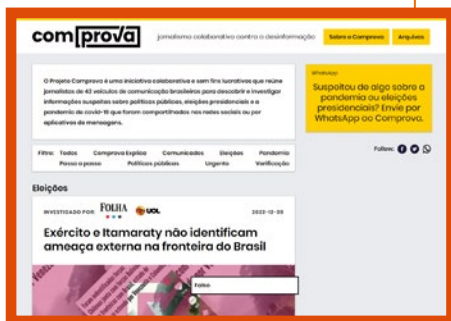 comprova
jornalismo colaborativo contra a desinformação
Sobre o Comprova
Arquivos
O Projeto Comprova é uma iniciativa colaborativa e sem fins lucrativos que reúne
jornalistas de 43 veículos de comunicação brasileiros para descobrir e investigar
informações suspeitas sobre políticas públicas, eleições presidenciais e a
pandemia de covid-19 que foram compartilhadas nas redes sociais ou por
aplicativos de mensagens.
WhatsApp
Suspeitou de algo sobre a
pandemia ou eleições
presidenciais? Envie por
WhatsApp ao Comprova.
Follow:
Filtro: Todos Comprova Explica Comunicados Eleições Pandemia
Passo a passo Políticas públicas Urgente Verificação
Eleições
INVESTIGADO POR: FOLHA UOL 2022-12-05
Exército e Itamaraty não identificam
ameaça externa na fronteira do Brasil
Falso